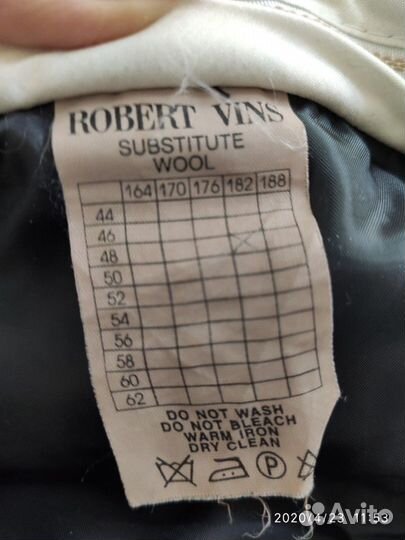 ROBERT VINS
SUBSTITUTE
WOOL
164 170 176 182 188
44
46
48
50
52
54
56
58
60
62
DO NOT WASH
DO NOT BLEACH
WARM IRON
DRY CLEAN
P
2020/4/23 11:53
Avito